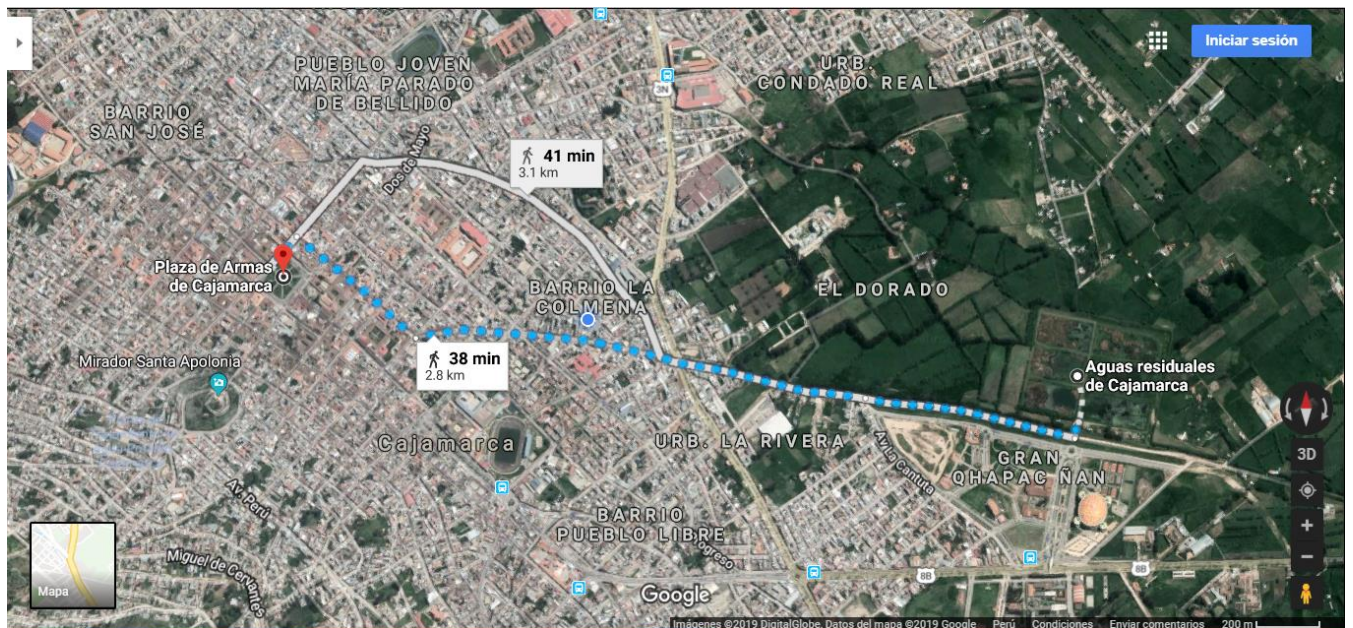 Iniciar sesión
PUEBLO JOVEN
MARÍA PARADO
DE BELLIDO
URB.
CONDADO REAL
3N
BARRIO
SAN JOSÉ
Dos de Mayo
41 min
3.1 km
Plaza de Armas
de Cajamarca
BARRIO LA
COLMENA
EL DORADO
38 min
2.8 km
Mirador Santa Apolonia
Aguas residuales
de Cajamarca
Cajamarca
URB. LA RIVERA
Av. La Cantuta
GRAN
QHAPAC ÑAN
3D
Av. Perú
BARRIO
PUEBLO LIBRE
Miguel de Cervantes
8B
8B
Mapa
Google
Imágenes ©2019 DigitalGlobe, Datos del mapa ©2019 Google Perú Condiciones Enviar comentarios 200 m